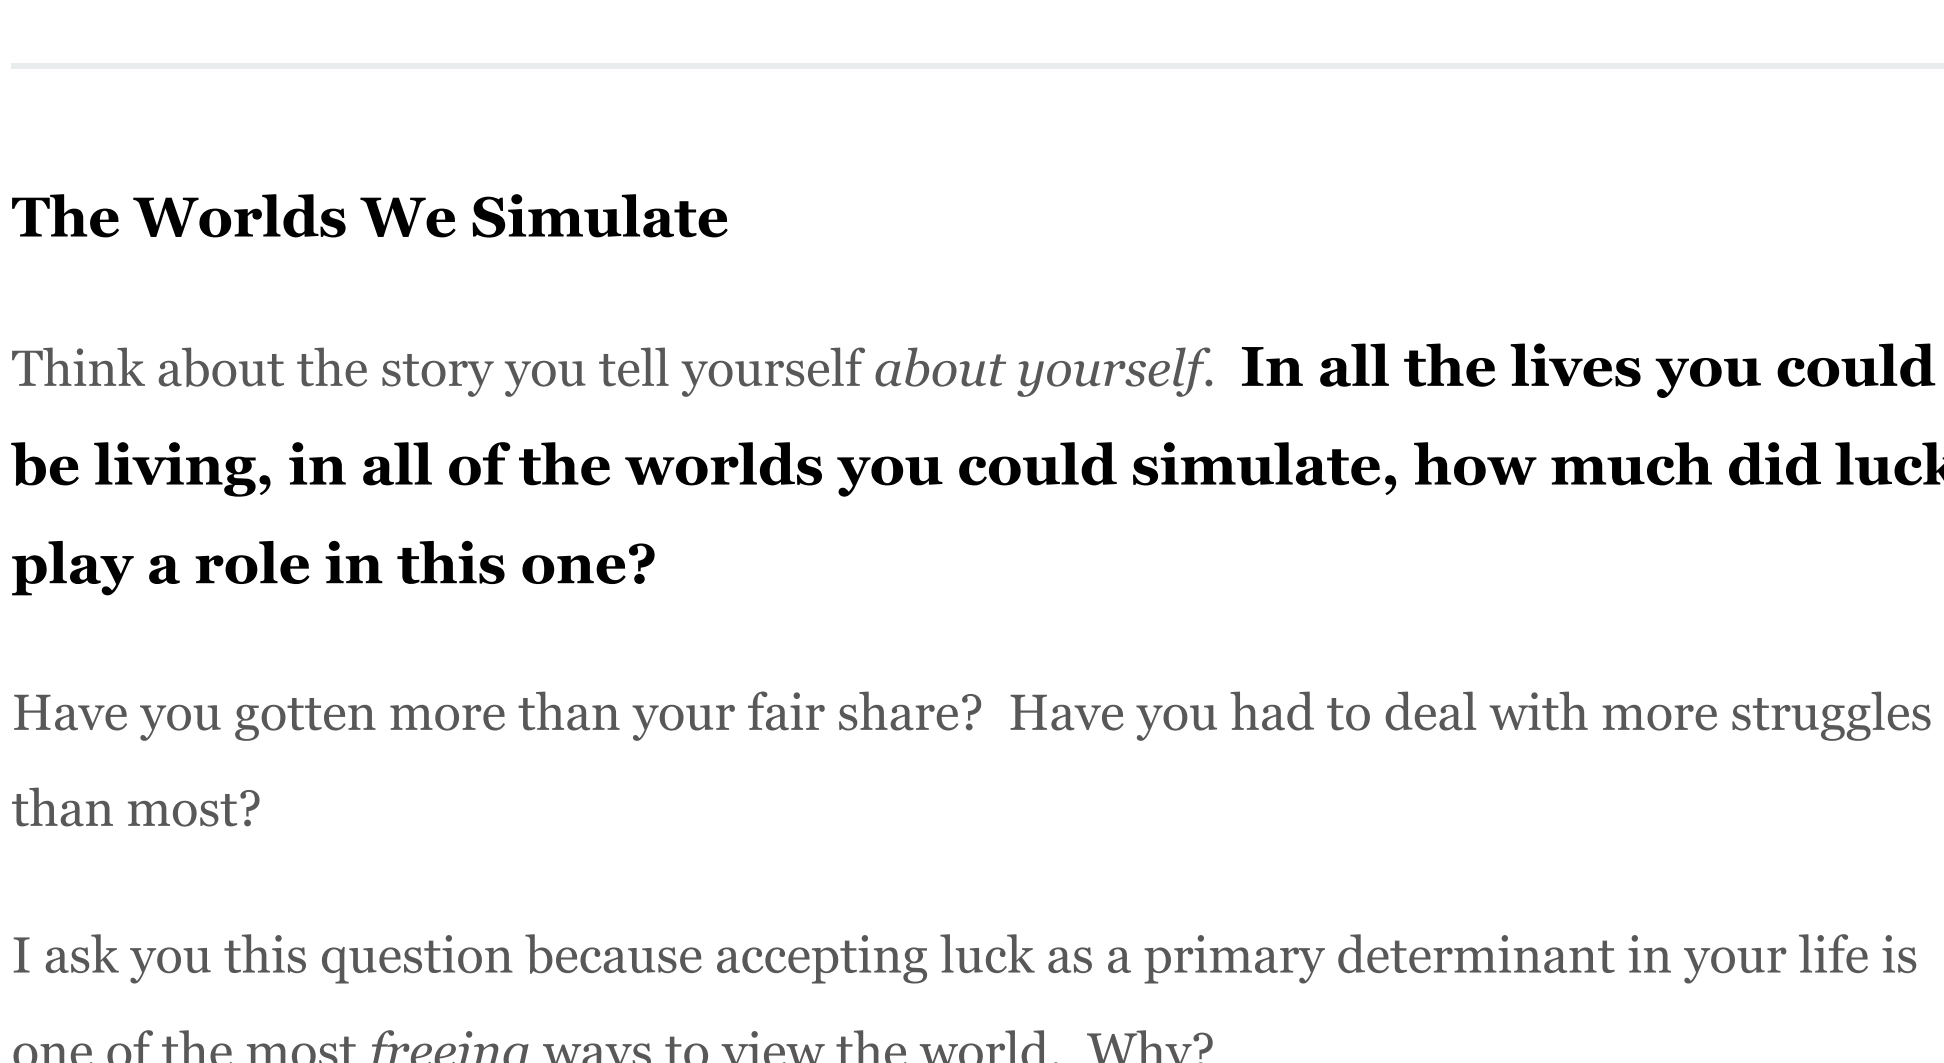 The Worlds We Simulate
Think about the story you tell yourself about yourself.  In all the lives you could
be living, in all of the worlds you could simulate, how much did luck
play a role in this one?
Have you gotten more than your fair share?  Have you had to deal with more struggles
than most?
I ask you this question because accepting luck as a primary determinant in your life is
one of the most freeing ways to view the world.  Why?